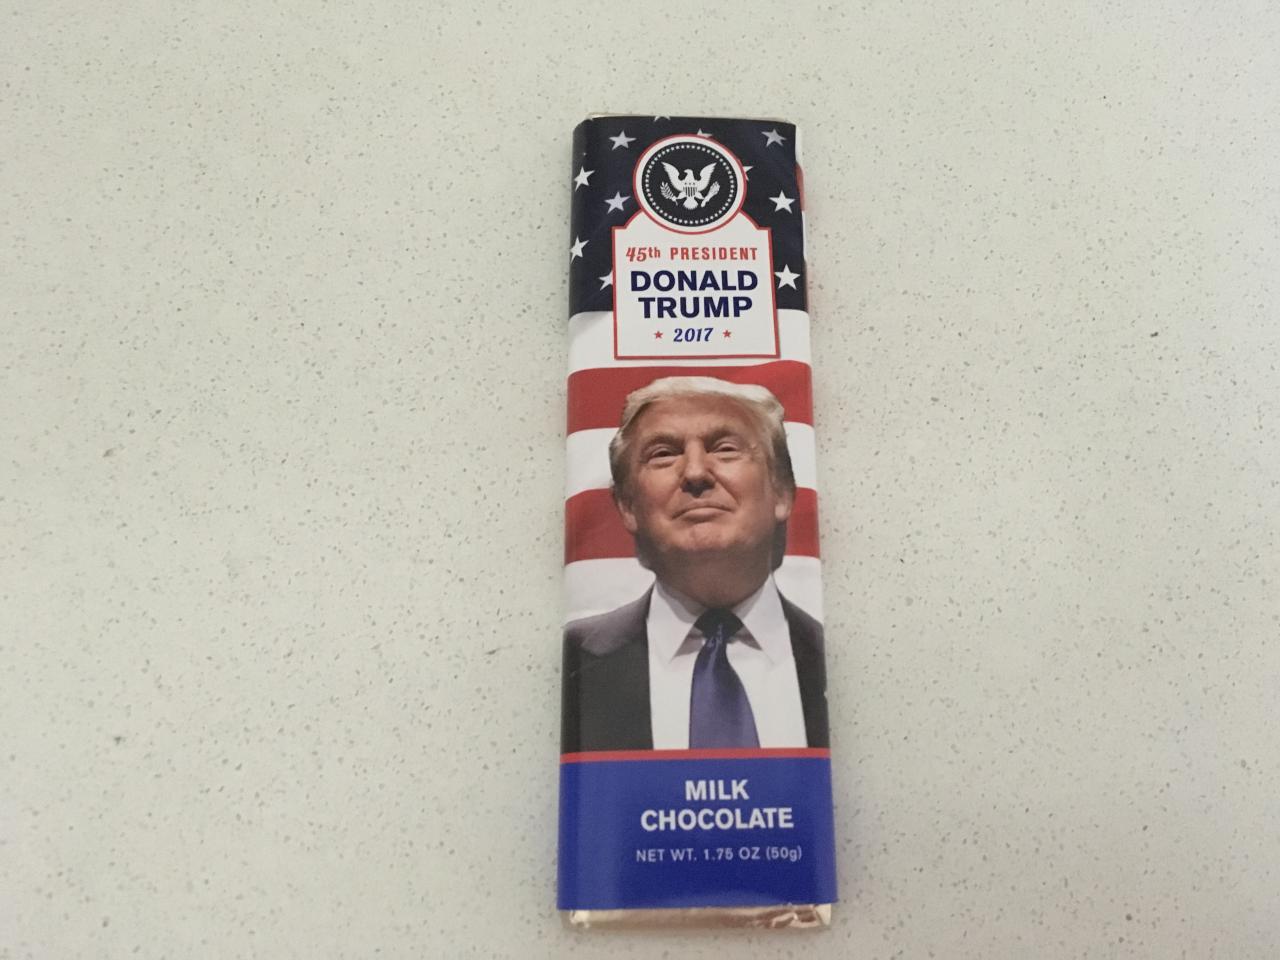 45th PRESIDENT
DONALD
TRUMP
2017
MILK
CHOCOLATE
NET WT. 1.75 OZ (50g)